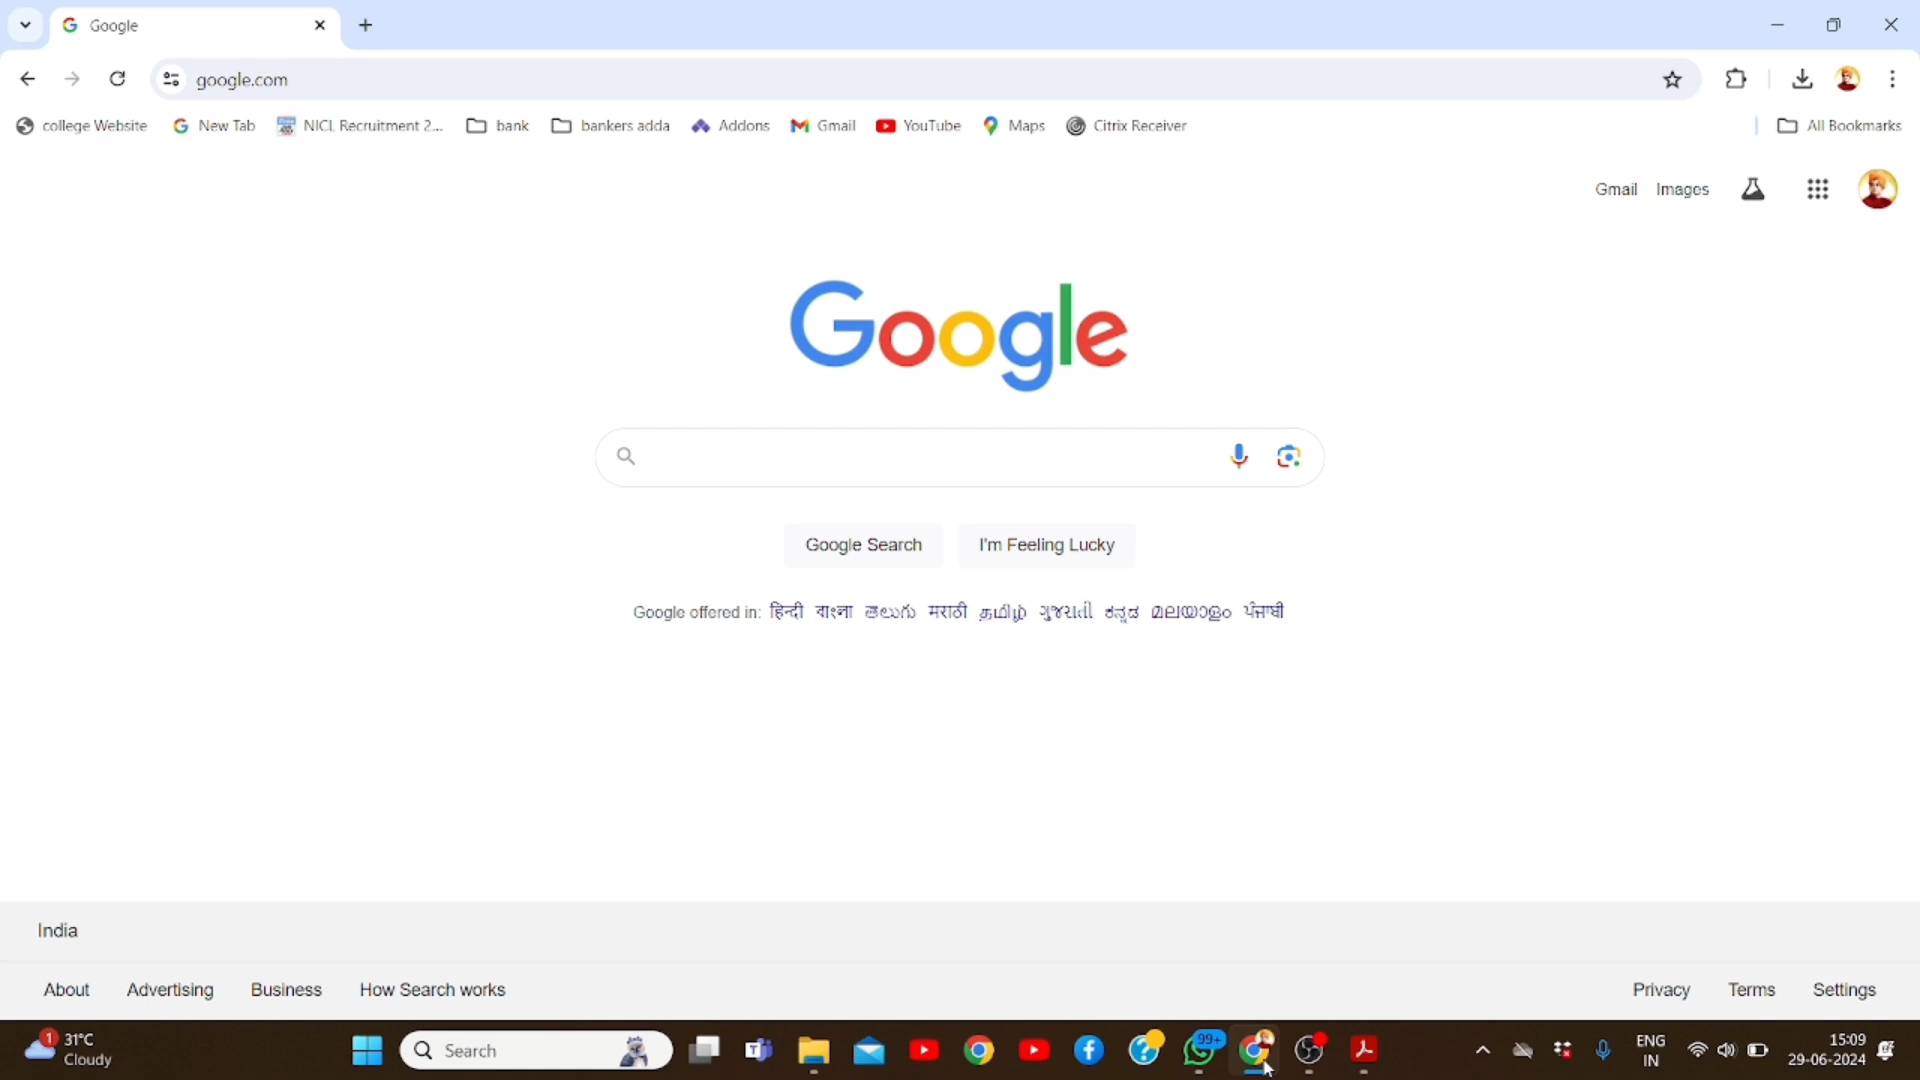 Google
google.com
college Website New Tab NICL Recruitment 2... bank bankers adda Addons Gmail YouTube Maps Citrix Receiver All Bookmarks
Gmail Images
Google
Google Search I'm Feeling Lucky
Google offered in: हिन्दी বাংলা తెలుగు मराठी தமிழ் ગુજરાતી ಕನ್ನಡ മലയാളം ਪੰਜਾਬੀ
India
About Advertising Business How Search works Privacy Terms Settings
1 31°C Search 99+ ENG 15:09
Cloudy IN 29-06-2024